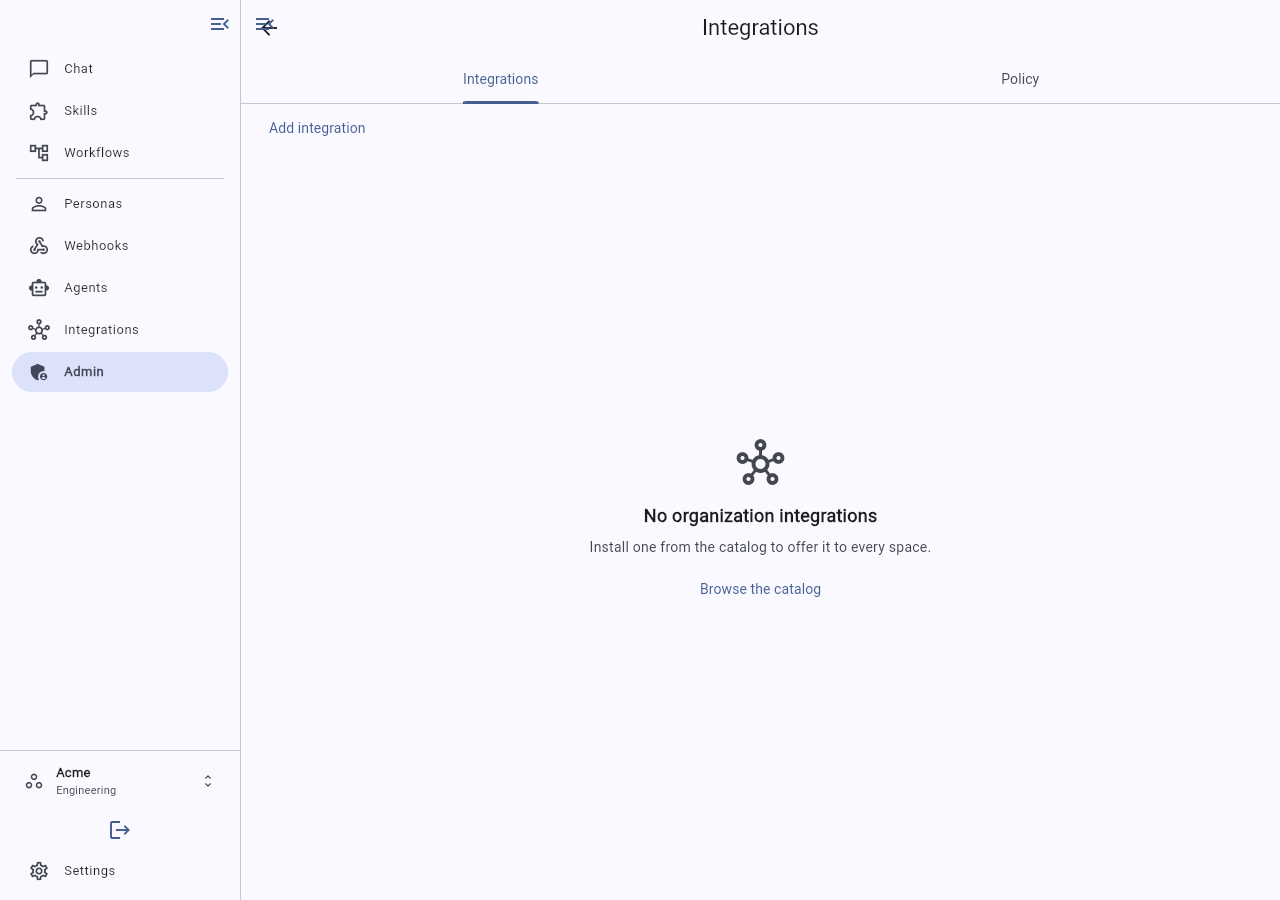 Chat
Skills
Workflows
Personas
Webhooks
Agents
Integrations
Admin
Acme
Engineering
Settings
Integrations
Integrations
Policy
Add integration
No organization integrations
Install one from the catalog to offer it to every space.
Browse the catalog